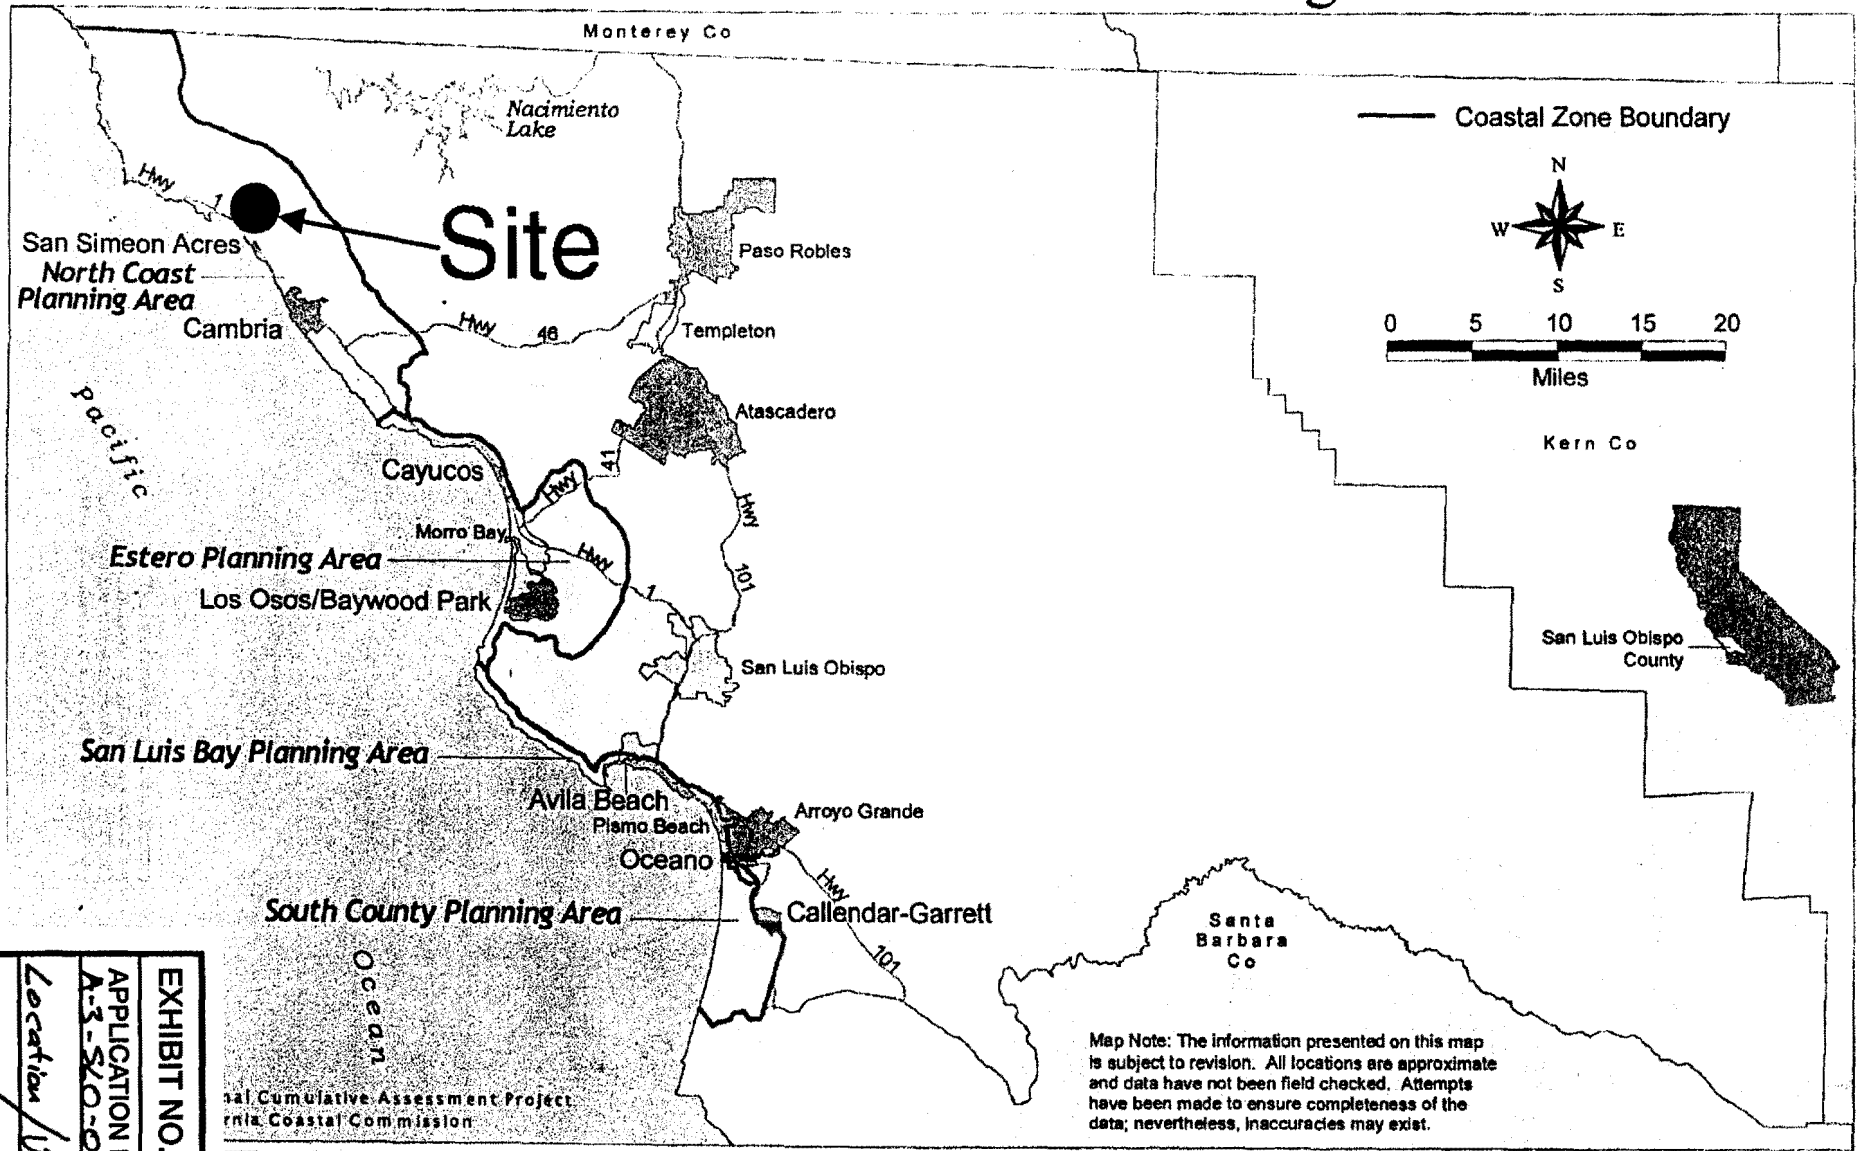 Monterey Co
Nacimiento
Lake
Coastal Zone Boundary
N
W E
S
Hwy
1
Site
San Simeon Acres
North Coast
Planning Area
Cambria
Paso Robles
Hwy 46
Templeton
0 5 10 15 20
Miles
Pacific
Atascadero
Kern Co
Cayucos
41
Hwy
Morro Bay
Hwy
101
Estero Planning Area
Hwy
1
Los Osos/Baywood Park
San Luis Obispo
County
San Luis Obispo
San Luis Bay Planning Area
Avila Beach
Pismo Beach
Arroyo Grande
Oceano
Hwy
101
South County Planning Area
Callendar-Garrett
Santa
Barbara
Co
Ocean
Map Note: The information presented on this map
is subject to revision. All locations are approximate
and data have not been field checked. Attempts
have been made to ensure completeness of the
data; nevertheless, inaccuracies may exist.
Cumulative Assessment Project
Coastal Commission
EXHIBIT NO.
APPLICATION
A-3-SLO-0
Location